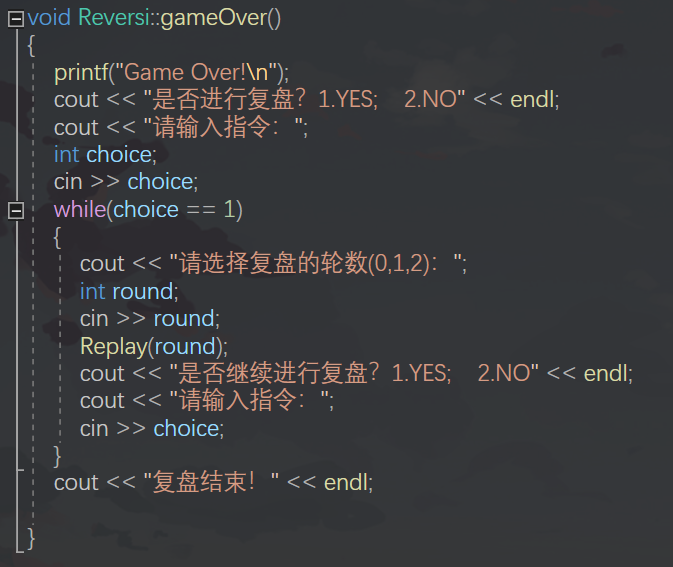 void Reversi::gameOver()
{
printf("Game Over!\n");
cout << "是否进行复盘？1.YES;    2.NO" << endl;
cout << "请输入指令：";
int choice;
cin >> choice;
while(choice == 1)
{
cout << "请选择复盘的轮数(0,1,2)：";
int round;
cin >> round;
Replay(round);
cout << "是否继续进行复盘？1.YES;    2.NO" << endl;
cout << "请输入指令：";
cin >> choice;
}
cout << "复盘结束！" << endl;
}